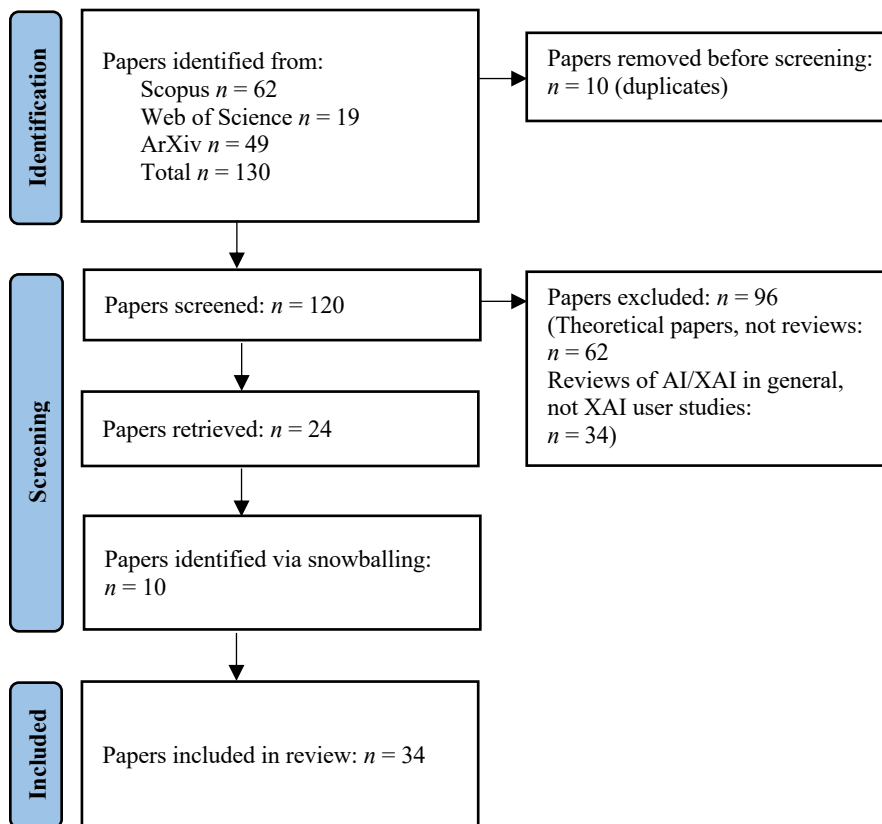 Identification
Papers identified from:
Scopus n = 62
Web of Science n = 19
ArXiv n = 49
Total n = 130
Papers removed before screening:
n = 10 (duplicates)
Screening
Papers screened: n = 120
Papers excluded: n = 96
(Theoretical papers, not reviews:
n = 62
Reviews of AI/XAI in general,
not XAI user studies:
n = 34)
Papers retrieved: n = 24
Papers identified via snowballing:
n = 10
Included
Papers included in review: n = 34